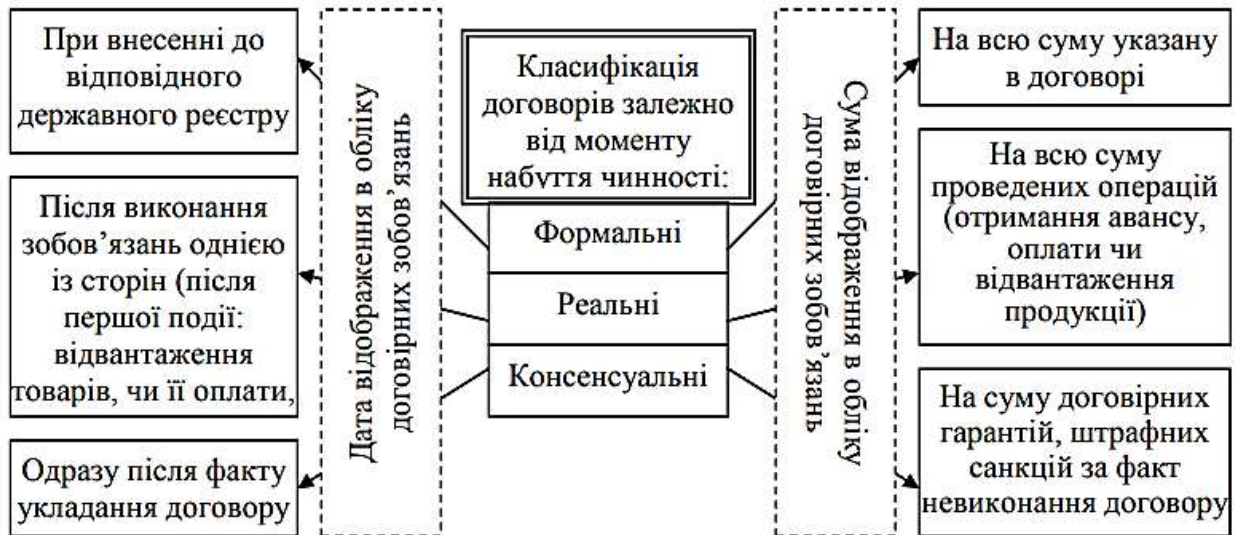 При внесенні до
відповідного
державного реєстру
Після виконання
зобов’язань однією
із сторін (після
першої події:
відвантаження
товарів, чи її оплати,
Одразу після факту
укладання договору
Дата відображення в обліку
договірних зобов’язань
Класифікація
договорів залежно
від моменту
набуття чинності:
Формальні
Реальні
Консенсуальні
Сума відображення в обліку
договірних зобов’язань
На всю суму указану
в договорі
На всю суму
проведених операцій
(отримання авансу,
оплати чи
відвантаження
продукції)
На суму договірних
гарантій, штрафних
санкцій за факт
невиконання договору